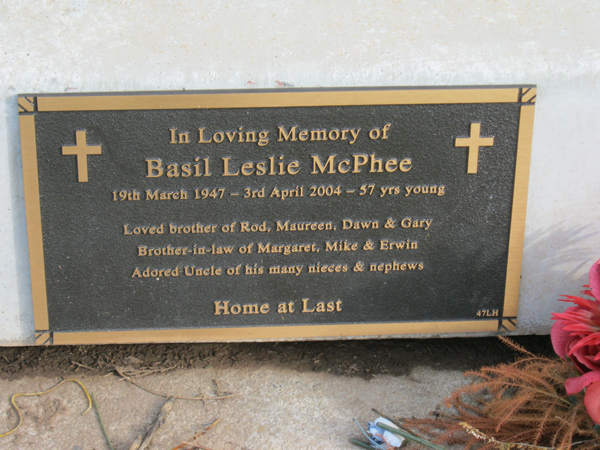 In Loving Memory of
Basil Leslie McPhee
19th March 1947 – 3rd April 2004 – 57 yrs young
Loved brother of Rod, Maureen, Dawn & Gary
Brother-in-law of Margaret, Mike & Erwin
Adored Uncle of his many nieces & nephews
Home at Last
47LH